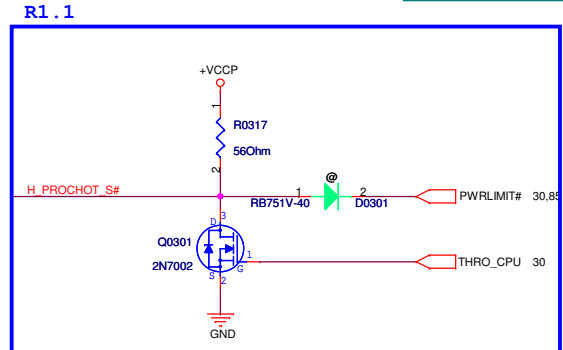 R1.1
+VCCP
1
R0317
56Ohm
2
@
H_PROCHOT_S#
1
2
PWRLIMIT# 30,85
RB751V-40
D0301
3
D
Q0301
1
2N7002
G
THRO_CPU 30
S
2
GND